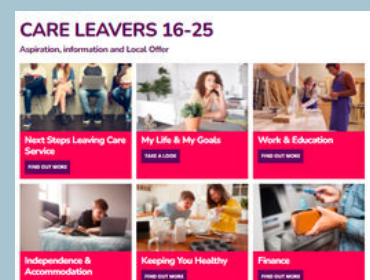 CARE LEAVERS 16-25
Aspiration, information and Local Offer
Next Steps Leaving Care
Service
FIND OUT MORE
My Life & My Goals
TAKE A LOOK
Work & Education
FIND OUT MORE
Independence &
Accommodation
Keeping You Healthy
FIND OUT MORE
Finance
FIND OUT MORE